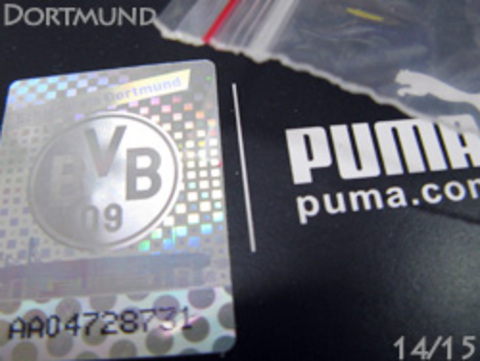 DORTMUND
Dortmund
BVB
09
PUMA
puma.com
AA04728731
14/15